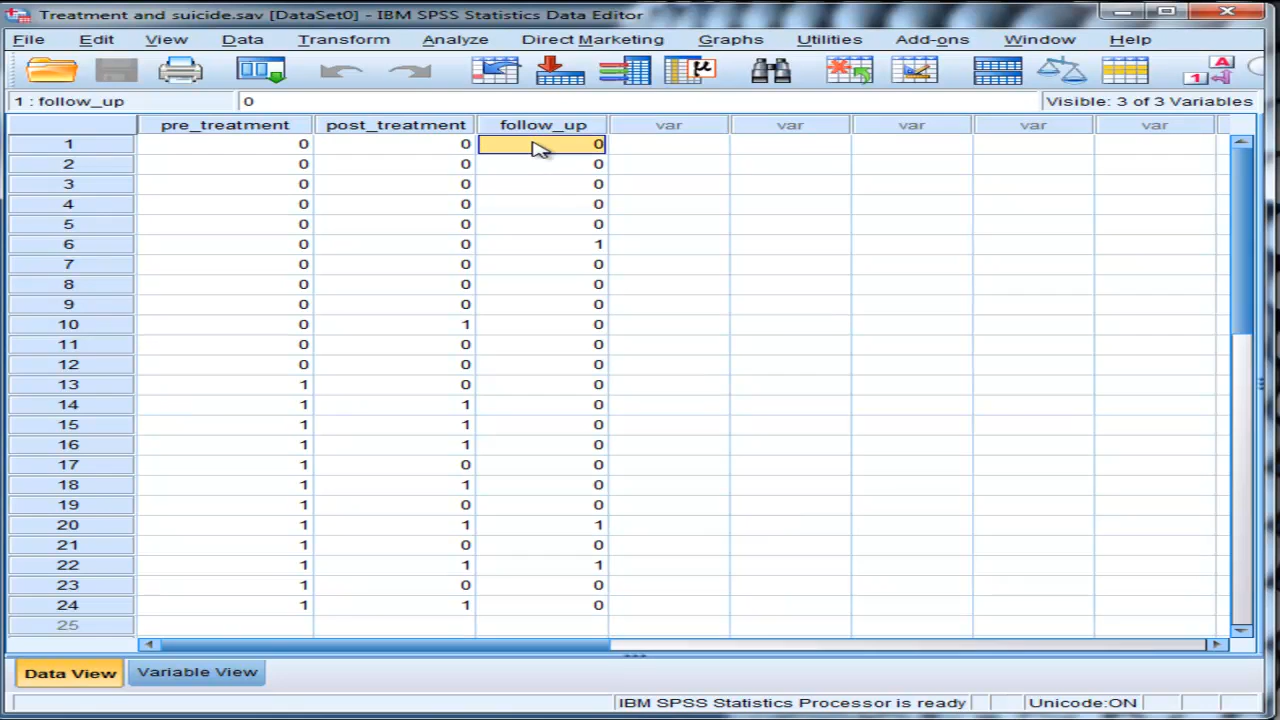 Treatment and suicide.sav [DataSet0] - IBM SPSS Statistics Data Editor
File Edit View Data Transform Analyze Direct Marketing Graphs Utilities Add-ons Window Help
μ A 1
1 : follow_up 0 Visible: 3 of 3 Variables
pre_treatment post_treatment follow_up var var var var var
1 0 0 0
2 0 0 0
3 0 0 0
4 0 0 0
5 0 0 0
6 0 0 1
7 0 0 0
8 0 0 0
9 0 0 0
10 0 1 0
11 0 0 0
12 0 0 0
13 1 0 0
14 1 1 0
15 1 1 0
16 1 1 0
17 1 0 0
18 1 1 0
19 1 0 0
20 1 1 1
21 1 0 0
22 1 1 1
23 1 0 0
24 1 1 0
25
Data View Variable View
IBM SPSS Statistics Processor is ready Unicode:ON